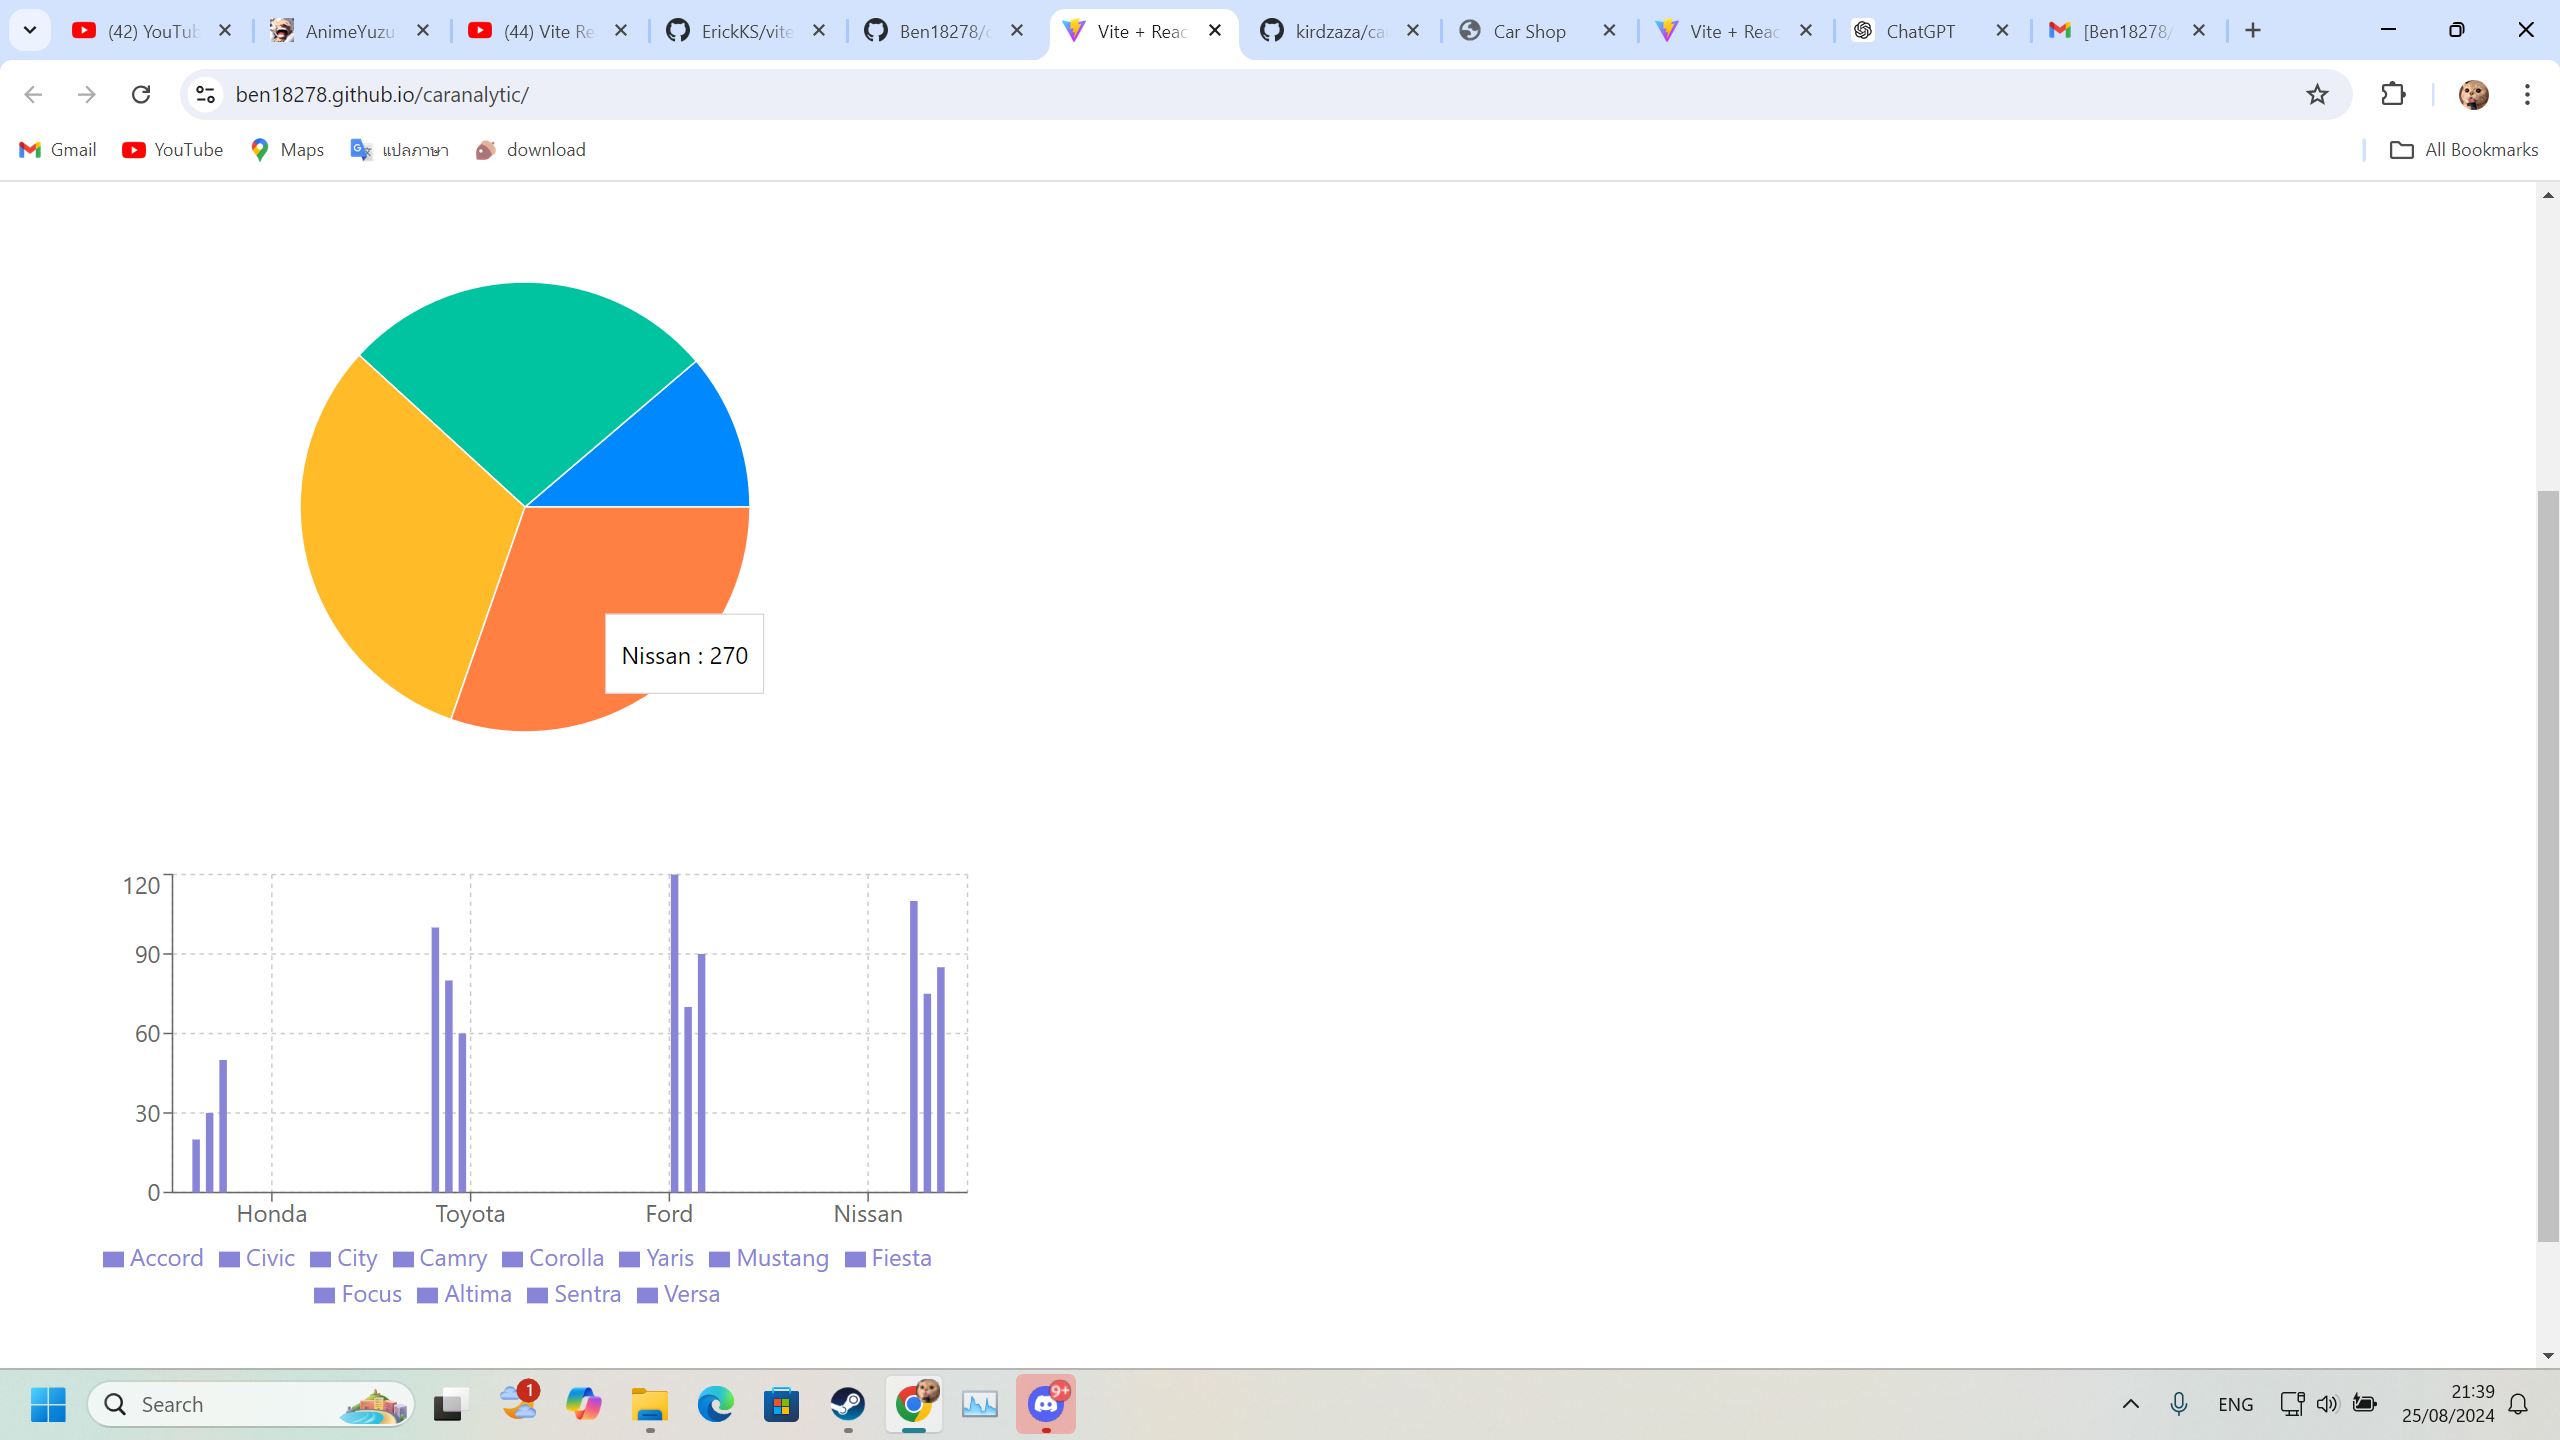 (42) YouTub
AnimeYuzu
(44) Vite Re
ErickKS/vite
Ben18278/c
Vite + Reac
kirdzaza/ca
Car Shop
Vite + Reac
ChatGPT
[Ben18278/
ben18278.github.io/caranalytic/
Gmail
YouTube
Maps
แปลภาษา
download
All Bookmarks
Nissan : 270
120
90
60
30
0
Honda Toyota Ford Nissan
Accord Civic City Camry Corolla Yaris Mustang Fiesta
Focus Altima Sentra Versa
Search
1
9+
ENG
21:39
25/08/2024